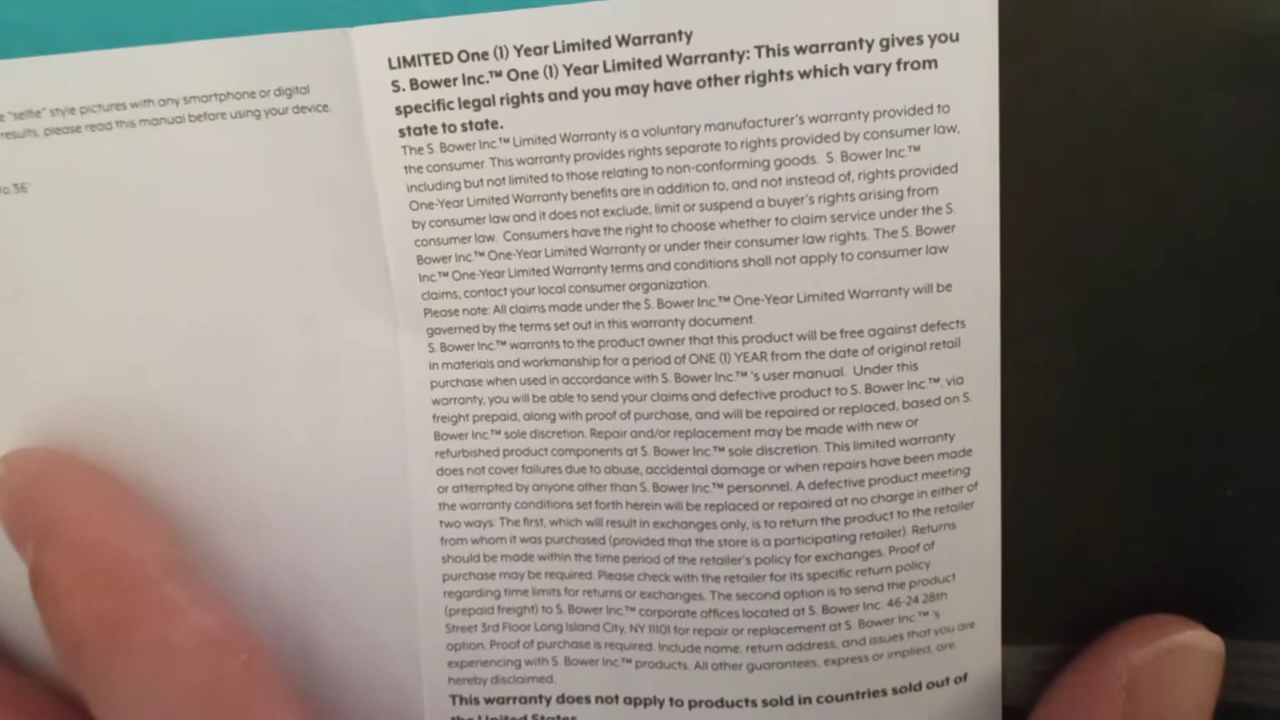 e "selfie" style pictures with any smartphone or digital
results, please read this manual before using your device.
to 36"
LIMITED One (1) Year Limited Warranty
S. Bower Inc.™ One (1) Year Limited Warranty: This warranty gives you
specific legal rights and you may have other rights which vary from
state to state.
The S. Bower Inc.™ Limited Warranty is a voluntary manufacturer's warranty provided to
the consumer. This warranty provides rights separate to rights provided by consumer law,
including but not limited to those relating to non-conforming goods. S. Bower Inc.™
One-Year Limited Warranty benefits are in addition to, and not instead of, rights provided
by consumer law and it does not exclude, limit or suspend a buyer's rights arising from
consumer law. Consumers have the right to choose whether to claim service under the S.
Bower Inc.™ One-Year Limited Warranty or under their consumer law rights. The S. Bower
Inc.™ One-Year Limited Warranty terms and conditions shall not apply to consumer law
claims, contact your local consumer organization.
Please note: All claims made under the S. Bower Inc.™ One-Year Limited Warranty will be
governed by the terms set out in this warranty document.
S. Bower Inc.™ warrants to the product owner that this product will be free against defects
in materials and workmanship for a period of ONE (1) YEAR from the date of original retail
purchase when used in accordance with S. Bower Inc.™ 's user manual. Under this
warranty, you will be able to send your claims and defective product to S. Bower Inc.™, via
freight prepaid, along with proof of purchase, and will be repaired or replaced, based on S.
Bower Inc.™ sole discretion. Repair and/or replacement may be made with new or
refurbished product components at S. Bower Inc.™ sole discretion. This limited warranty
does not cover failures due to abuse, accidental damage or when repairs have been made
or attempted by anyone other than S. Bower Inc.™ personnel. A defective product meeting
the warranty conditions set forth herein will be replaced or repaired at no charge in either of
two ways: The first, which will result in exchanges only, is to return the product to the retailer
from whom it was purchased (provided that the store is a participating retailer). Returns
should be made within the time period of the retailer's policy for exchanges. Proof of
purchase may be required. Please check with the retailer for its specific return policy
regarding time limits for returns or exchanges. The second option is to send the product
(prepaid freight) to S. Bower Inc.™ corporate offices located at S. Bower Inc. 46-24 28th
Street 3rd Floor Long Island City, NY 11101 for repair or replacement at S. Bower Inc.™ 's
option. Proof of purchase is required. Include name, return address, and issues that you are
experiencing with S. Bower Inc.™ products. All other guarantees, express or implied, are
hereby disclaimed.
This warranty does not apply to products sold in countries sold out of
the United States.